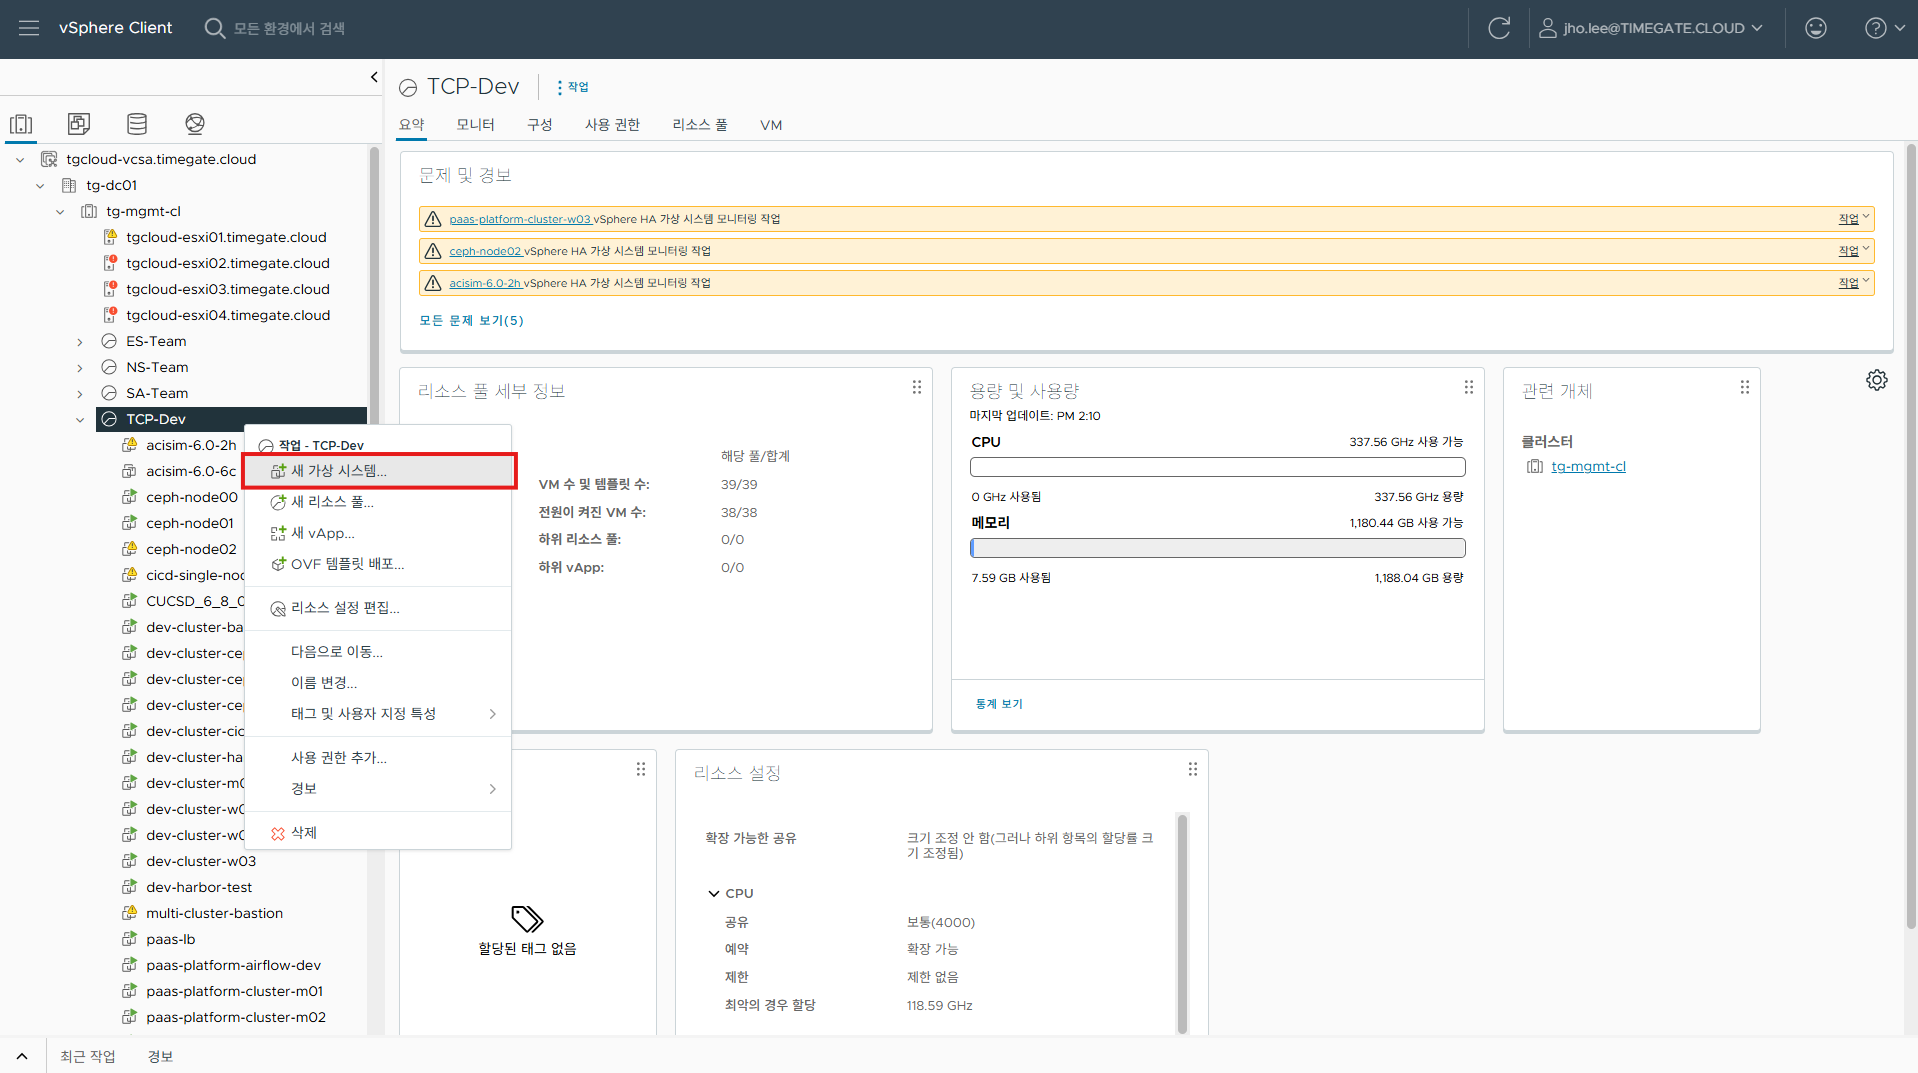 vSphere Client
모든 환경에서 검색
jho.lee@TIMEGATE.CLOUD
tgcloud-vcsa.timegate.cloud
tg-dc01
tg-mgmt-cl
tgcloud-esxi01.timegate.cloud
tgcloud-esxi02.timegate.cloud
tgcloud-esxi03.timegate.cloud
tgcloud-esxi04.timegate.cloud
ES-Team
NS-Team
SA-Team
TCP-Dev
acisim-6.0-2h
acisim-6.0-6c
ceph-node00
ceph-node01
ceph-node02
cicd-single-noc
CUCSD_6_8_0
dev-cluster-ba
dev-cluster-ce
dev-cluster-ce
dev-cluster-ce
dev-cluster-cic
dev-cluster-ha
dev-cluster-m0
dev-cluster-w0
dev-cluster-w0
dev-cluster-w03
dev-harbor-test
multi-cluster-bastion
paas-lb
paas-platform-airflow-dev
paas-platform-cluster-m01
paas-platform-cluster-m02
작업 - TCP-Dev
새 가상 시스템...
새 리소스 풀...
새 vApp...
OVF 템플릿 배포...
리소스 설정 편집...
다음으로 이동...
이름 변경...
태그 및 사용자 지정 특성
사용 권한 추가...
경보
삭제
TCP-Dev
작업
요약 모니터 구성 사용 권한 리소스 풀 VM
문제 및 경보
paas-platform-cluster-w03 vSphere HA 가상 시스템 모니터링 작업 작업
ceph-node02 vSphere HA 가상 시스템 모니터링 작업 작업
acisim-6.0-2h vSphere HA 가상 시스템 모니터링 작업 작업
모든 문제 보기(5)
리소스 풀 세부 정보
해당 풀/합계
VM 수 및 템플릿 수: 39/39
전원이 켜진 VM 수: 38/38
하위 리소스 풀: 0/0
하위 vApp: 0/0
용량 및 사용량
마지막 업데이트: PM 2:10
CPU 337.56 GHz 사용 가능
0 GHz 사용됨 337.56 GHz 용량
메모리 1,180.44 GB 사용 가능
7.59 GB 사용됨 1,188.04 GB 용량
통계 보기
관련 개체
클러스터
tg-mgmt-cl
할당된 태그 없음
리소스 설정
확장 가능한 공유 크기 조정 안 함(그러나 하위 항목의 할당률 크
기 조정됨)
CPU
공유 보통(4000)
예약 확장 가능
제한 제한 없음
최악의 경우 할당 118.59 GHz
최근 작업 경보